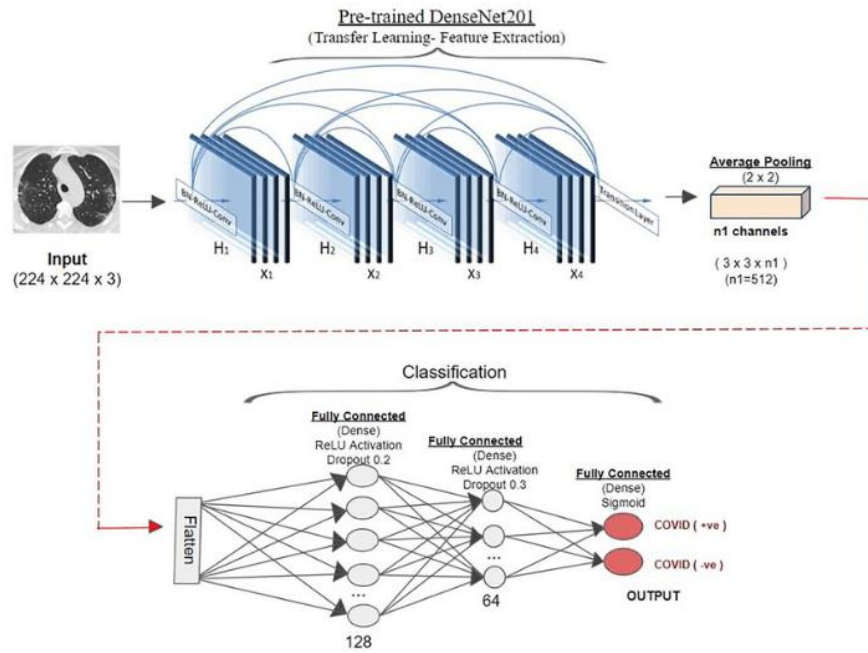 Pre-trained DenseNet201
(Transfer Learning- Feature Extraction)
BN-ReLU-Conv
H1
X1
BN-ReLU-Conv
H2
X2
BN-ReLU-Conv
H3
X3
BN-ReLU-Conv
H4
X4
Transition Layer
Input
(224 x 224 x 3)
Average Pooling
(2 x 2)
n1 channels
( 3 x 3 x n1 )
(n1=512)
Classification
Flatten
Fully Connected
(Dense)
ReLU Activation
Dropout 0.2
...
128
Fully Connected
(Dense)
ReLU Activation
Dropout 0.3
...
64
Fully Connected
(Dense)
Sigmoid
COVID ( +ve )
COVID ( -ve )
OUTPUT